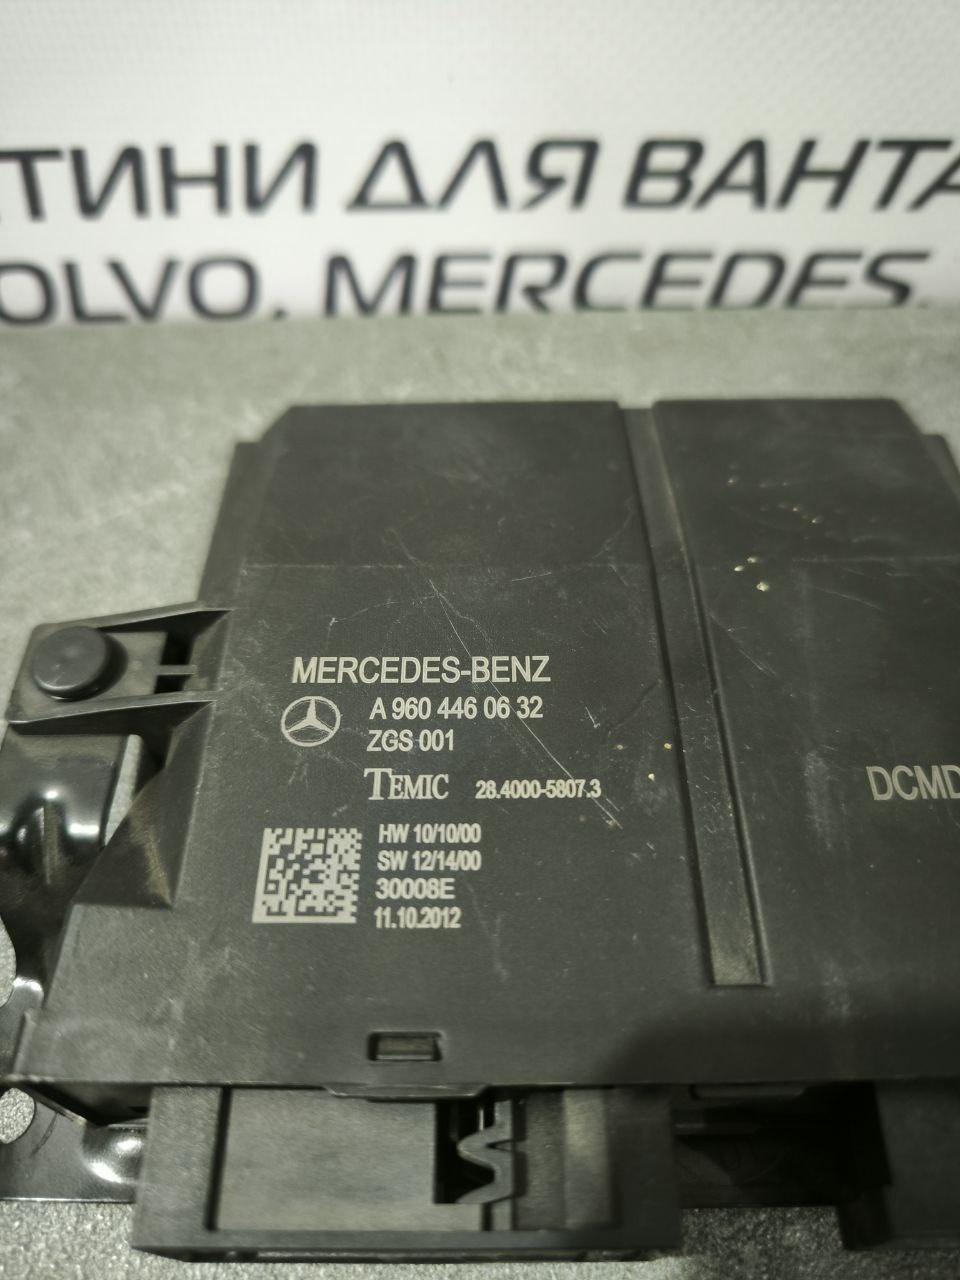 ТИНИ ДЛЯ ВАНТА
OLVO, MERCEDES,
MERCEDES-BENZ
A 960 446 06 32
ZGS 001
TEMIC 28.4000-5807.3
DCMD
HW 10/10/00
SW 12/14/00
30008E
11.10.2012